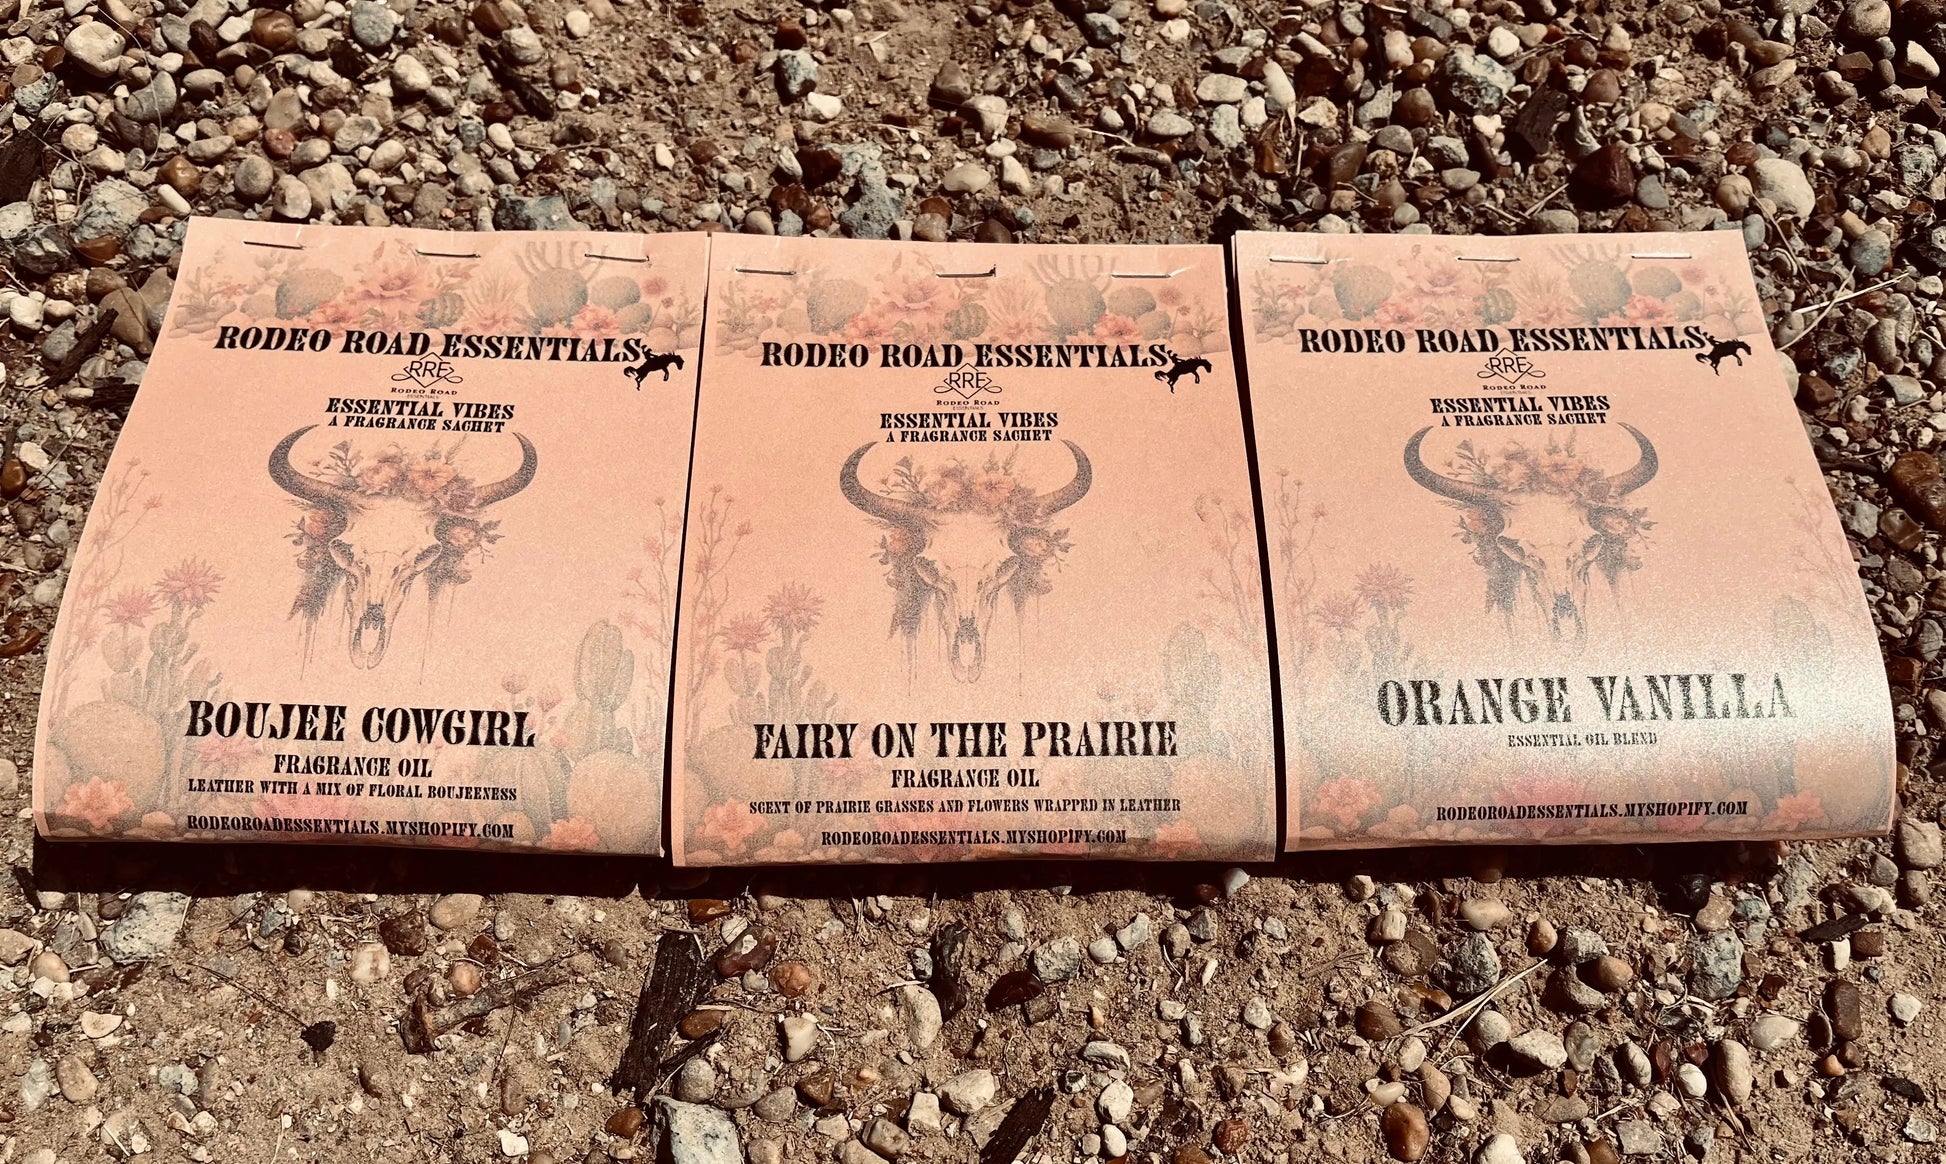 RODEO ROAD ESSENTIALS
RRE
RODEO ROAD
ESSENTIALS
ESSENTIAL VIBES
A FRAGRANCE SACHET
BOUJEE COWGIRL
FRAGRANCE OIL
LEATHER WITH A MIX OF FLORAL BOUJEENESS
RODEOROADESSENTIALS.MYSHOPIFY.COM
RODEO ROAD ESSENTIALS
RRE
RODEO ROAD
ESSENTIALS
ESSENTIAL VIBES
A FRAGRANCE SACHET
FAIRY ON THE PRAIRIE
FRAGRANCE OIL
SCENT OF PRAIRIE GRASSES AND FLOWERS WRAPPED IN LEATHER
RODEOROADESSENTIALS.MYSHOPIFY.COM
RODEO ROAD ESSENTIALS
RRE
RODEO ROAD
ESSENTIALS
ESSENTIAL VIBES
A FRAGRANCE SACHET
ORANGE VANILLA
ESSENTIAL OIL BLEND
RODEOROADESSENTIALS.MYSHOPIFY.COM